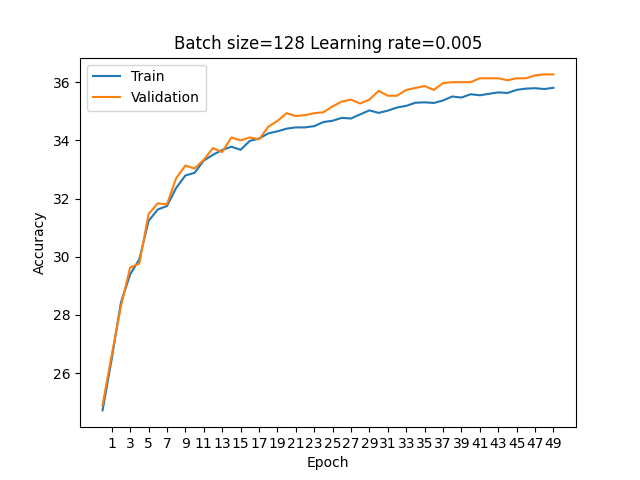 Batch size=128 Learning rate=0.005
Train
Validation
36
34
32
30
28
26
Accuracy
1 3 5 7 9 11 13 15 17 19 21 23 25 27 29 31 33 35 37 39 41 43 45 47 49
Epoch